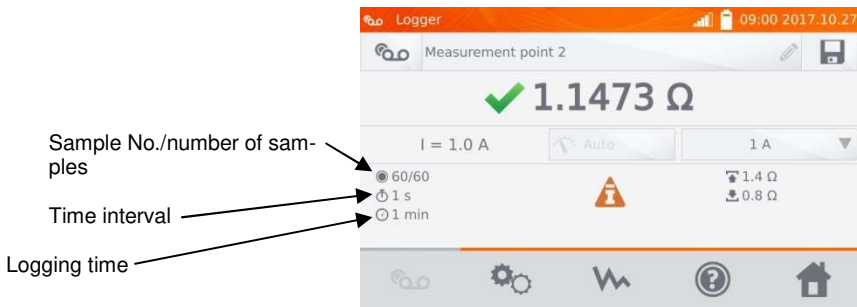 Logger
09:00 2017.10.27
Measurement point 2
1.1473 Ω
I = 1.0 A
Auto
1 A
Sample No./number of sam-
ples
60/60
1.4 Ω
Time interval
1 s
0.8 Ω
Logging time
1 min